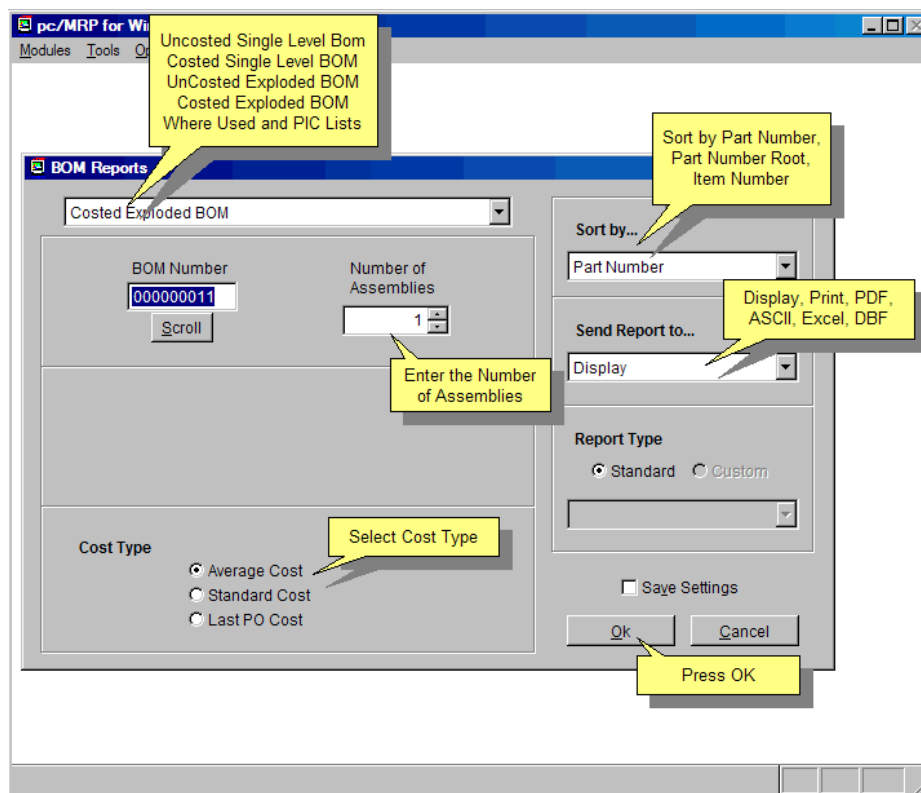 pc/MRP for Wi
Modules Tools Op
Uncosted Single Level Bom
Costed Single Level BOM
UnCosted Exploded BOM
Costed Exploded BOM
Where Used and PIC Lists
Sort by Part Number,
Part Number Root,
Item Number
BOM Reports
Costed Exploded BOM
Sort by...
Part Number
BOM Number
000000011
Scroll
Number of
Assemblies
1
Display, Print, PDF,
ASCII, Excel, DBF
Send Report to...
Display
Enter the Number
of Assemblies
Report Type
Standard Custom
Cost Type
Select Cost Type
Average Cost
Standard Cost
Last PO Cost
Save Settings
Ok Cancel
Press OK